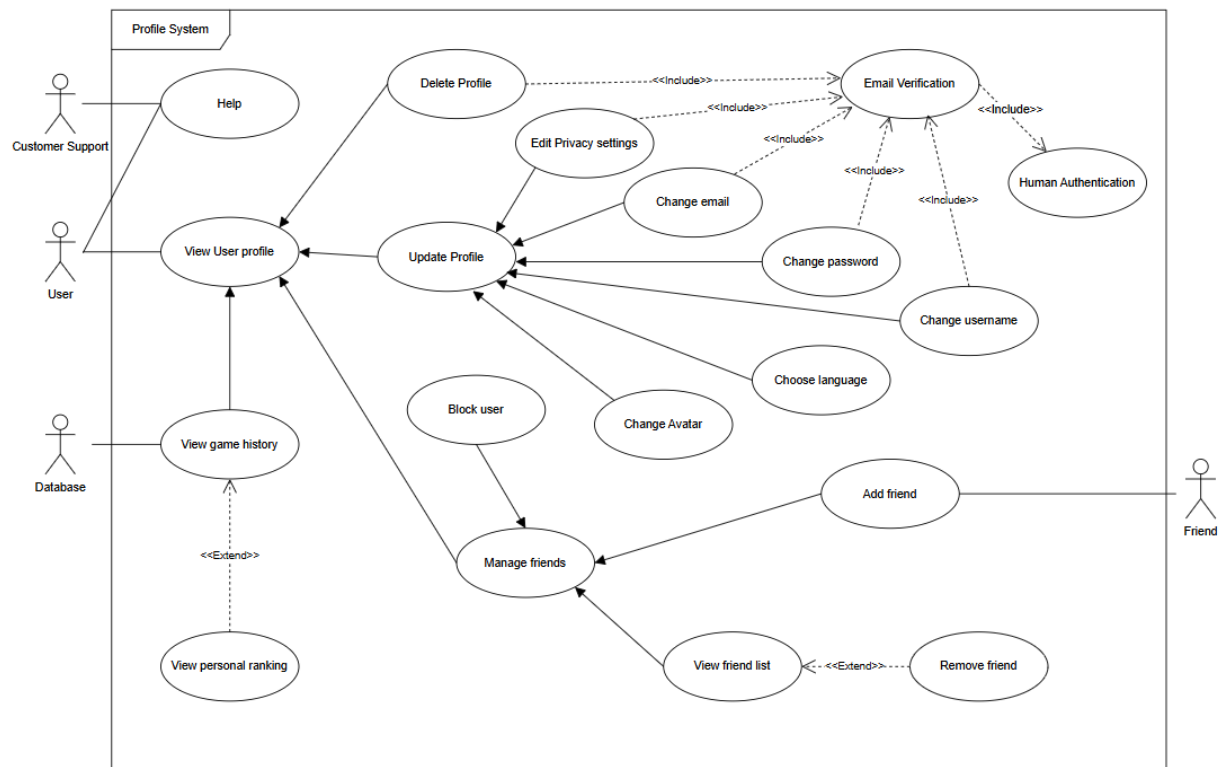 Profile System
Delete Profile
<<Include>>
Email Verification
Help
<<Include>>
<<Include>>
Customer Support
Edit Privacy settings
<<Include>>
<<Include>>
Human Authentication
Change email
<<Include>>
View User profile
Update Profile
Change password
User
Change username
Choose language
Block user
Change Avatar
View game history
Database
Add friend
Friend
<<Extend>>
Manage friends
View personal ranking
View friend list
<<Extend>>
Remove friend